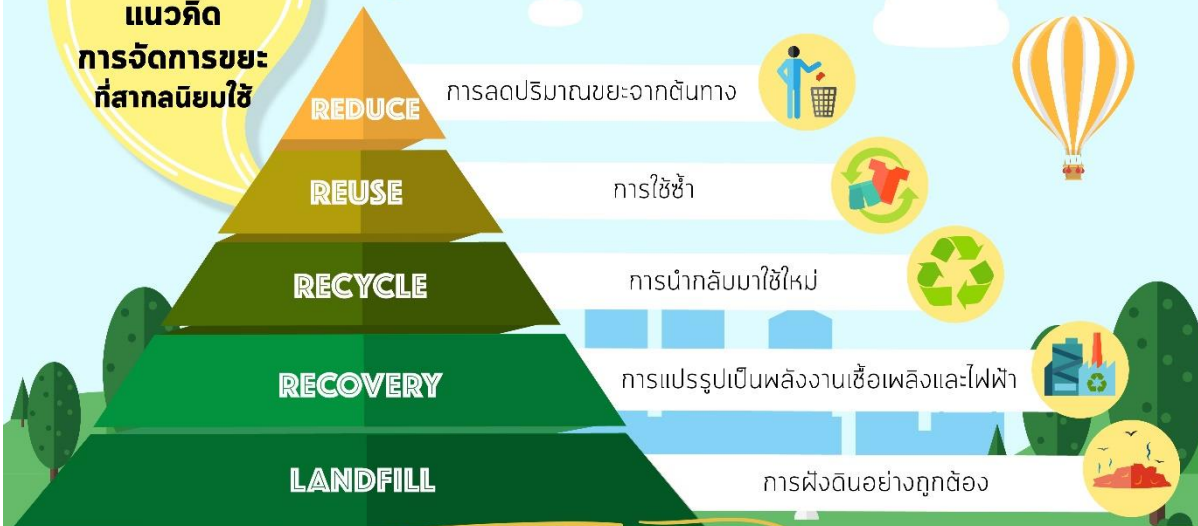 แนวคิด
การจัดการขยะ
ที่สากลนิยมใช้
REDUCE
การลดปริมาณขยะจากต้นทาง
REUSE
การใช้ซ้ำ
RECYCLE
การนำกลับมาใช้ใหม่
RECOVERY
การแปรรูปเป็นพลังงานเชื้อเพลิงและไฟฟ้า
LANDFILL
การฝังดินอย่างถูกต้อง